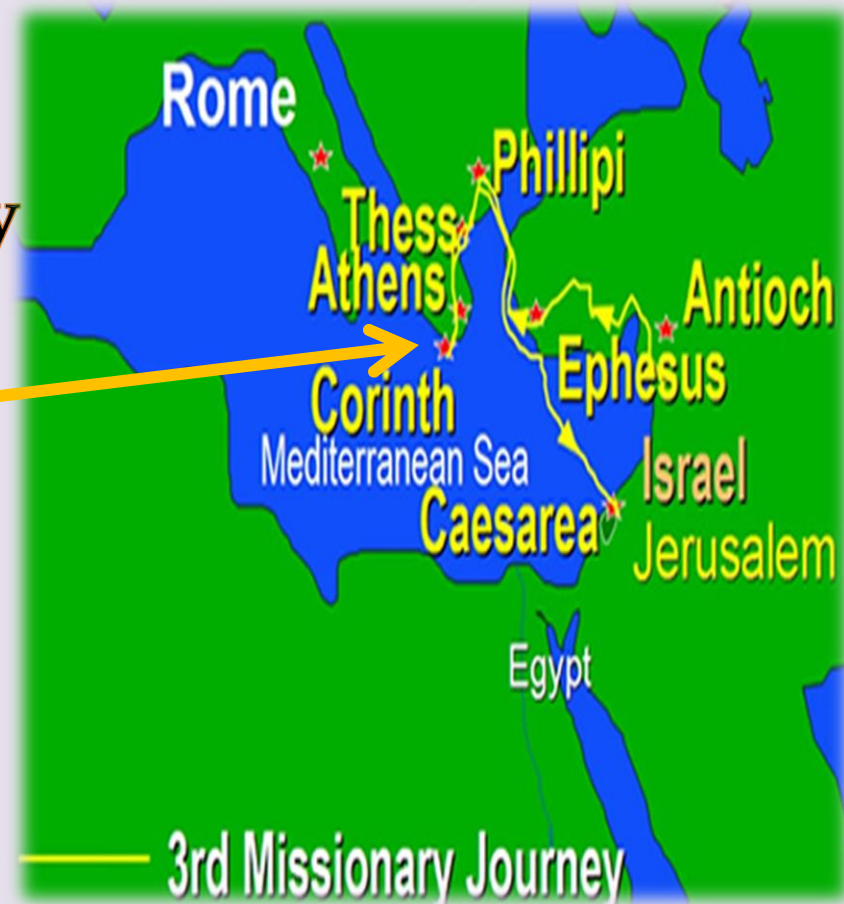 y
Rome
Phillipi
Thess
Athens
Antioch
Ephesus
Corinth
Mediterranean Sea
Israel
Caesarea
Jerusalem
Egypt
3rd Missionary Journey